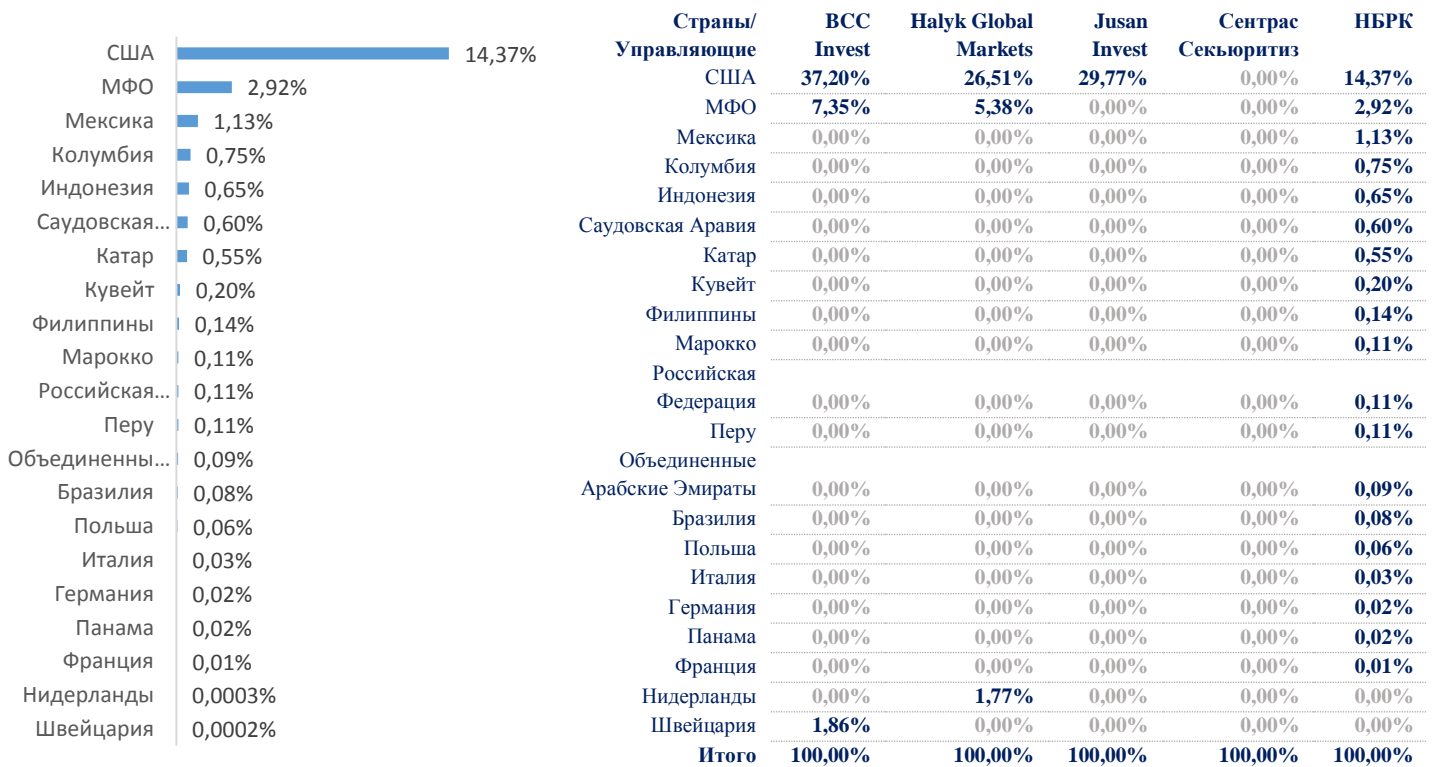 США 14,37%
МФО 2,92%
Мексика 1,13%
Колумбия 0,75%
Индонезия 0,65%
Саудовская... 0,60%
Катар 0,55%
Кувейт 0,20%
Филиппины 0,14%
Марокко 0,11%
Российская... 0,11%
Перу 0,11%
Объединенны... 0,09%
Бразилия 0,08%
Польша 0,06%
Италия 0,03%
Германия 0,02%
Панама 0,02%
Франция 0,01%
Нидерланды 0,0003%
Швейцария 0,0002%
Страны/ BCC Halyk Global Jusan Сентрас НБРК
Управляющие Invest Markets Invest Секьюритиз
США 37,20% 26,51% 29,77% 0,00% 14,37%
МФО 7,35% 5,38% 0,00% 0,00% 2,92%
Мексика 0,00% 0,00% 0,00% 0,00% 1,13%
Колумбия 0,00% 0,00% 0,00% 0,00% 0,75%
Индонезия 0,00% 0,00% 0,00% 0,00% 0,65%
Саудовская Аравия 0,00% 0,00% 0,00% 0,00% 0,60%
Катар 0,00% 0,00% 0,00% 0,00% 0,55%
Кувейт 0,00% 0,00% 0,00% 0,00% 0,20%
Филиппины 0,00% 0,00% 0,00% 0,00% 0,14%
Марокко 0,00% 0,00% 0,00% 0,00% 0,11%
Российская
Федерация 0,00% 0,00% 0,00% 0,00% 0,11%
Перу 0,00% 0,00% 0,00% 0,00% 0,11%
Объединенные
Арабские Эмираты 0,00% 0,00% 0,00% 0,00% 0,09%
Бразилия 0,00% 0,00% 0,00% 0,00% 0,08%
Польша 0,00% 0,00% 0,00% 0,00% 0,06%
Италия 0,00% 0,00% 0,00% 0,00% 0,03%
Германия 0,00% 0,00% 0,00% 0,00% 0,02%
Панама 0,00% 0,00% 0,00% 0,00% 0,02%
Франция 0,00% 0,00% 0,00% 0,00% 0,01%
Нидерланды 0,00% 1,77% 0,00% 0,00% 0,00%
Швейцария 1,86% 0,00% 0,00% 0,00% 0,00%
Итого 100,00% 100,00% 100,00% 100,00% 100,00%